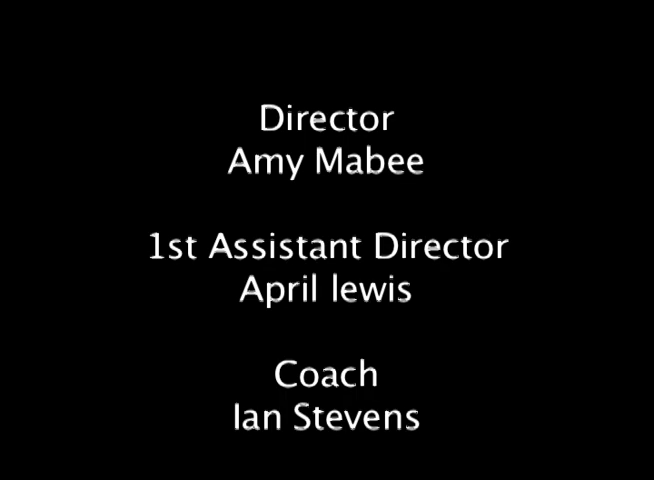 Director
Amy Mabee
1st Assistant Director
April lewis
Coach
Ian Stevens